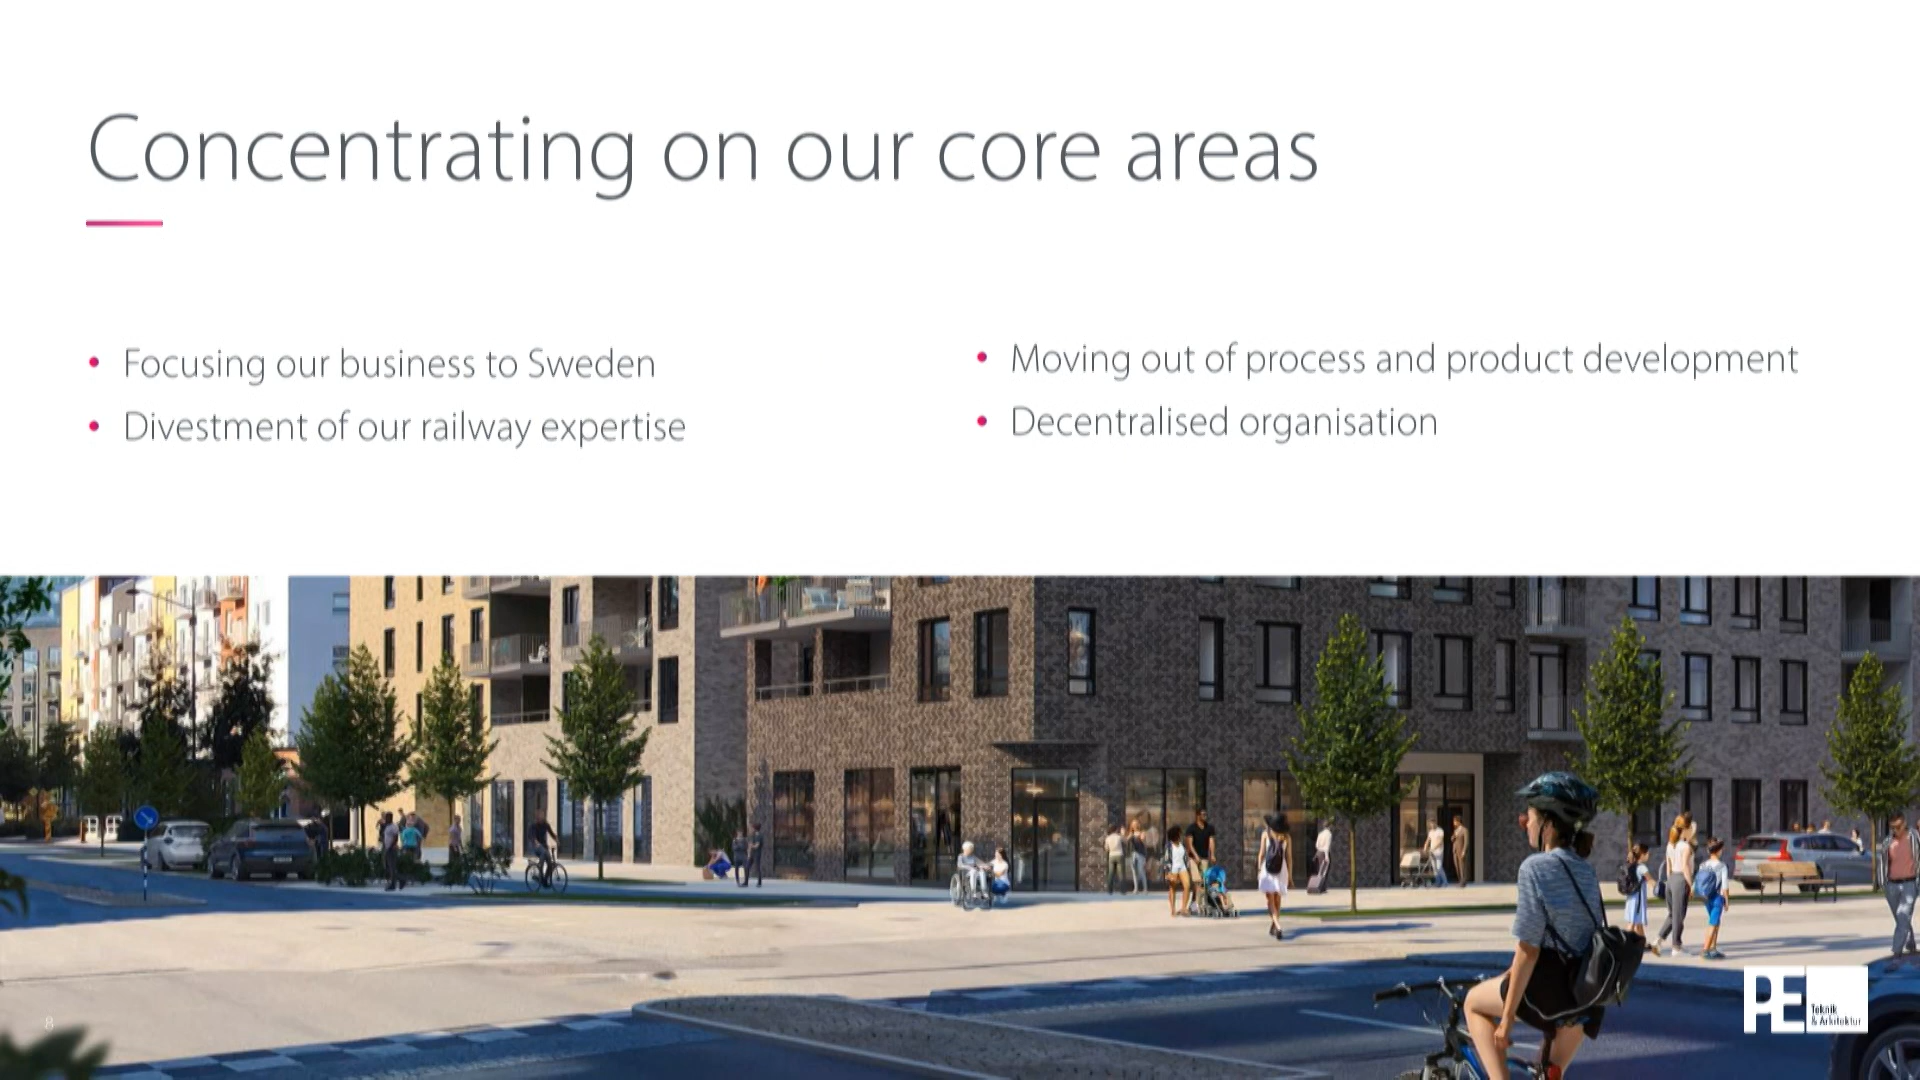 Concentrating on our core areas
• Focusing our business to Sweden
• Divestment of our railway expertise
• Moving out of process and product development
• Decentralised organisation
8
PE
Teknik
& Arkitektur